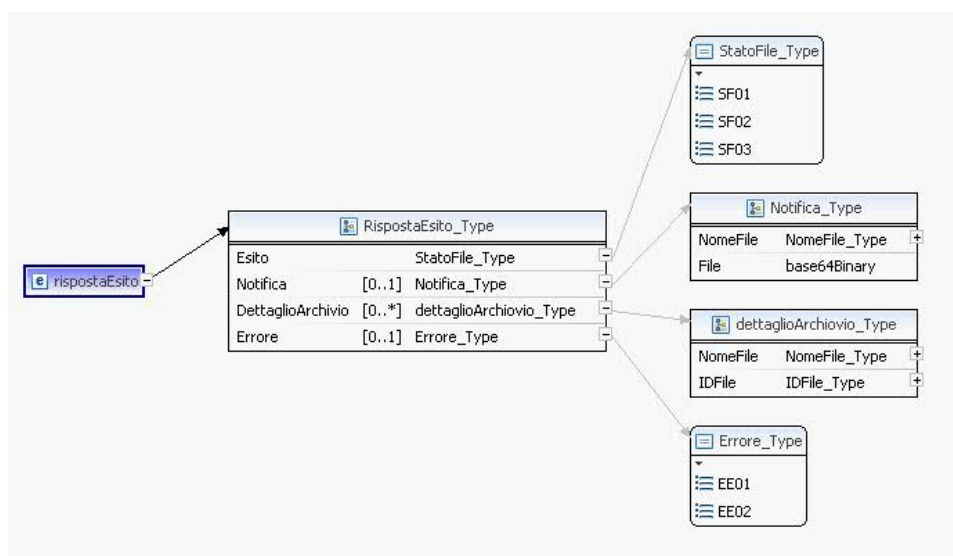 StatoFile_Type
SF01
SF02
SF03
Notifica_Type
NomeFile NomeFile_Type
File base64Binary
e rispostaEsito
RispostaEsito_Type
Esito StatoFile_Type
Notifica [0..1] Notifica_Type
DettaglioArchivio [0..*] dettaglioArchiovio_Type
Errore [0..1] Errore_Type
dettaglioArchiovio_Type
NomeFile NomeFile_Type
IDFile IDFile_Type
Errore_Type
EE01
EE02